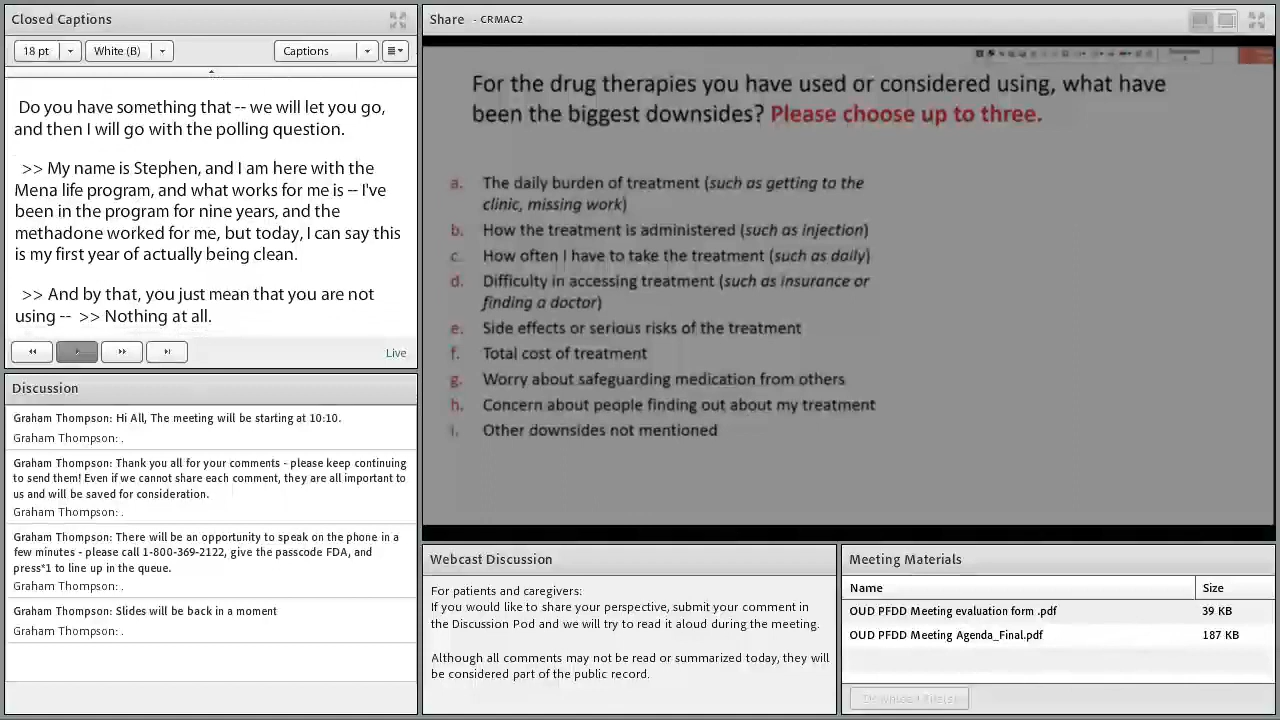 Closed Captions
18 pt
White (B)
Captions
Do you have something that -- we will let you go,
and then I will go with the polling question.
>> My name is Stephen, and I am here with the
Mena life program, and what works for me is -- I've
been in the program for nine years, and the
methadone worked for me, but today, I can say this
is my first year of actually being clean.
>> And by that, you just mean that you are not
using -- >> Nothing at all.
Live
Discussion
Graham Thompson: Hi All, The meeting will be starting at 10:10.
Graham Thompson: .
Graham Thompson: Thank you all for your comments - please keep continuing
to send them! Even if we cannot share each comment, they are all important to
us and will be saved for consideration.
Graham Thompson: .
Graham Thompson: There will be an opportunity to speak on the phone in a
few minutes - please call 1-800-369-2122, give the passcode FDA, and
press*1 to line up in the queue.
Graham Thompson: .
Graham Thompson: Slides will be back in a moment
Graham Thompson: .
Share - CRMAC2
For the drug therapies you have used or considered using, what have
been the biggest downsides? Please choose up to three.
a. The daily burden of treatment (such as getting to the
clinic, missing work)
b. How the treatment is administered (such as injection)
c. How often I have to take the treatment (such as daily)
d. Difficulty in accessing treatment (such as insurance or
finding a doctor)
e. Side effects or serious risks of the treatment
f. Total cost of treatment
g. Worry about safeguarding medication from others
h. Concern about people finding out about my treatment
i. Other downsides not mentioned
Webcast Discussion
For patients and caregivers:
If you would like to share your perspective, submit your comment in
the Discussion Pod and we will try to read it aloud during the meeting.
Although all comments may not be read or summarized today, they will
be considered part of the public record.
Meeting Materials
Name Size
OUD PFDD Meeting evaluation form .pdf 39 KB
OUD PFDD Meeting Agenda_Final.pdf 187 KB
Download File(s)